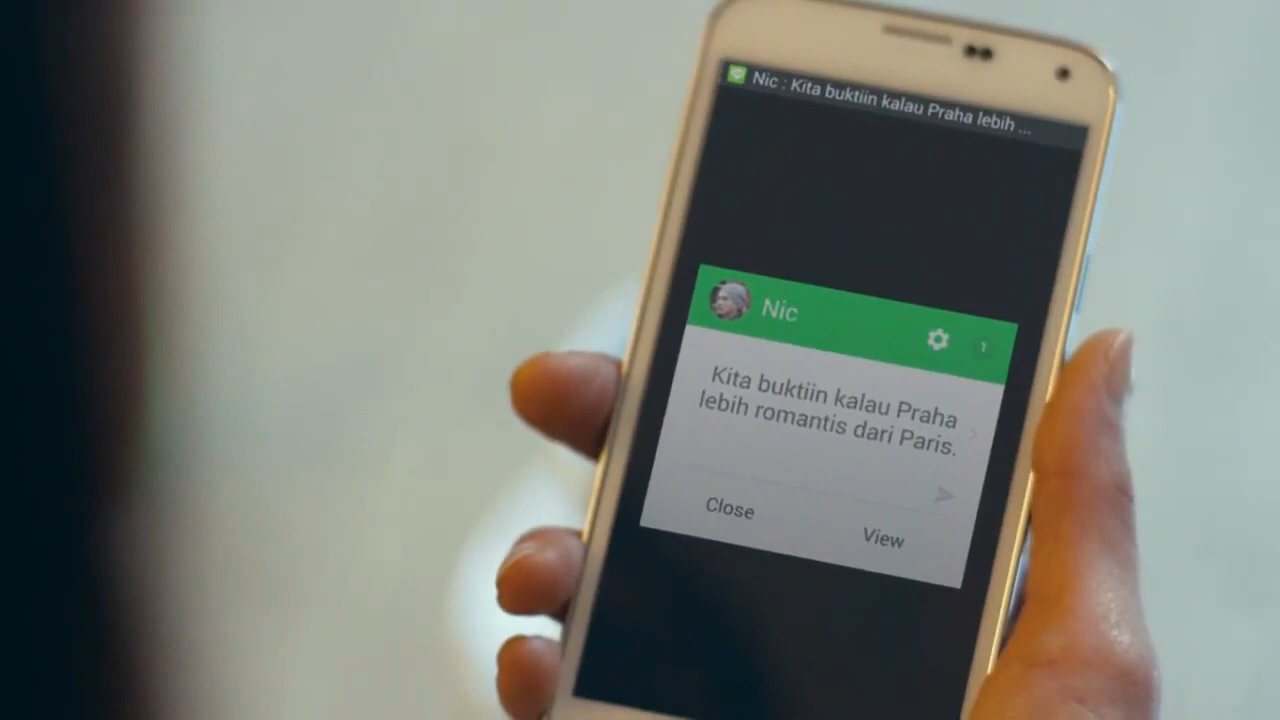 Nic : Kita buktiin kalau Praha lebih ...
Nic
1
Kita buktiin kalau Praha
lebih romantis dari Paris.
Close
View